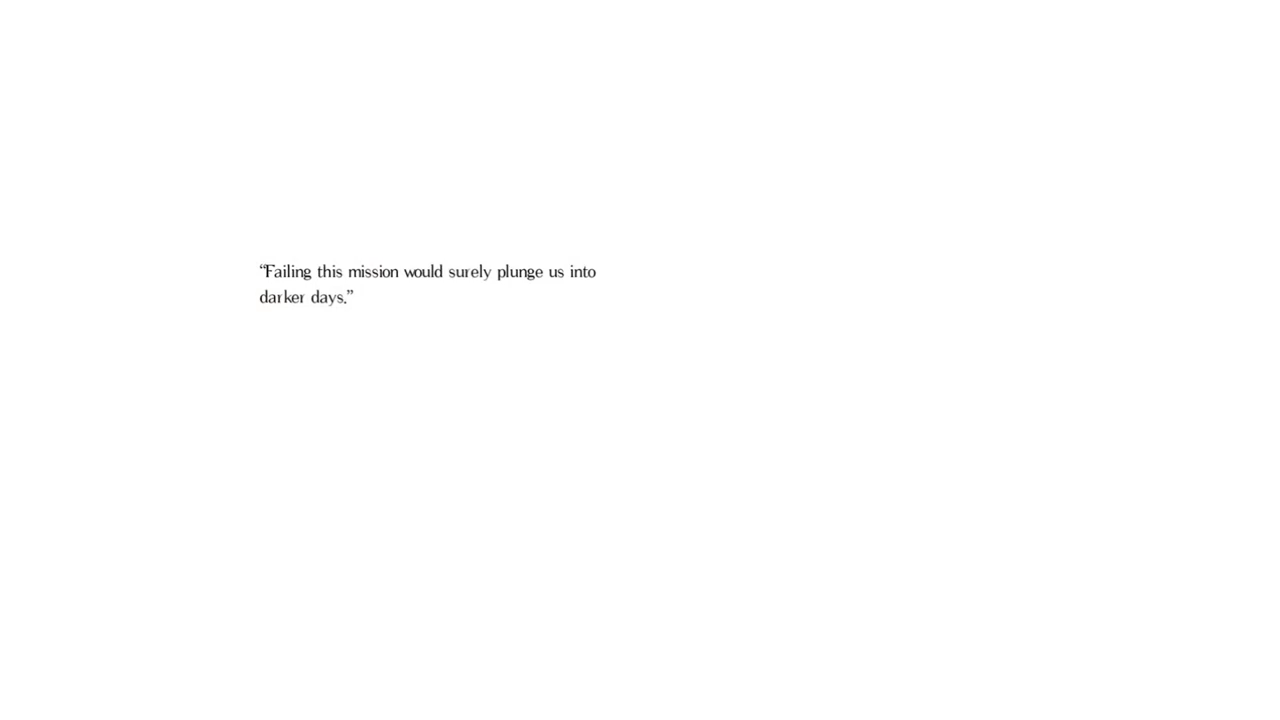 “Failing this mission would surely plunge us into
darker days.”